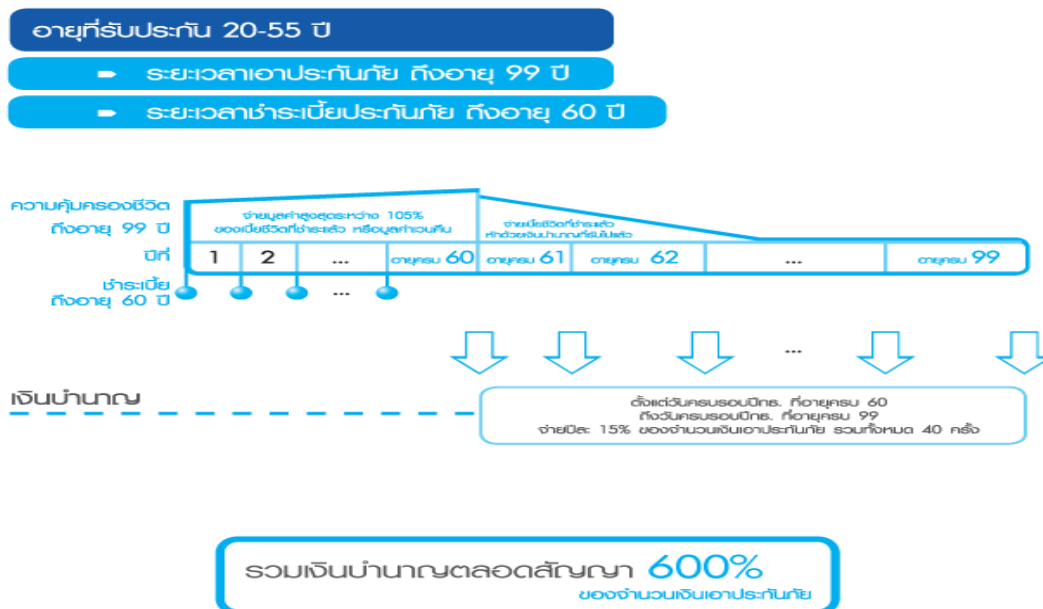 อายุที่รับประกัน 20-55 ปี
ระยะเวลาเอาประกันภัย ถึงอายุ 99 ปี
ระยะเวลาชำระเบี้ยประกันภัย ถึงอายุ 60 ปี
ความคุ้มครองชีวิต
ถึงอายุ 99 ปี
จ่ายมูลค่าสูงสุดระหว่าง 105%
ของเบี้ยชีวิตที่ชำระแล้ว หรือมูลค่าเวนคืน
จ่ายเบี้ยชีวิตที่ชำระแล้ว
หักด้วยเงินบำนาญที่รับไปแล้ว
ปีที่ 1 2 ... อายุครบ 60 อายุครบ 61 อายุครบ 62 ... อายุครบ 99
ชำระเบี้ย
ถึงอายุ 60 ปี
...
...
เงินบำนาญ
ตั้งแต่วันครบรอบปีกธ. ที่อายุครบ 60
ถึงวันครบรอบปีกธ. ที่อายุครบ 99
จ่ายปีละ 15% ของจำนวนเงินเอาประกันภัย รวมทั้งหมด 40 ครั้ง
รวมเงินบำนาญตลอดสัญญา 600%
ของจำนวนเงินเอาประกันภัย